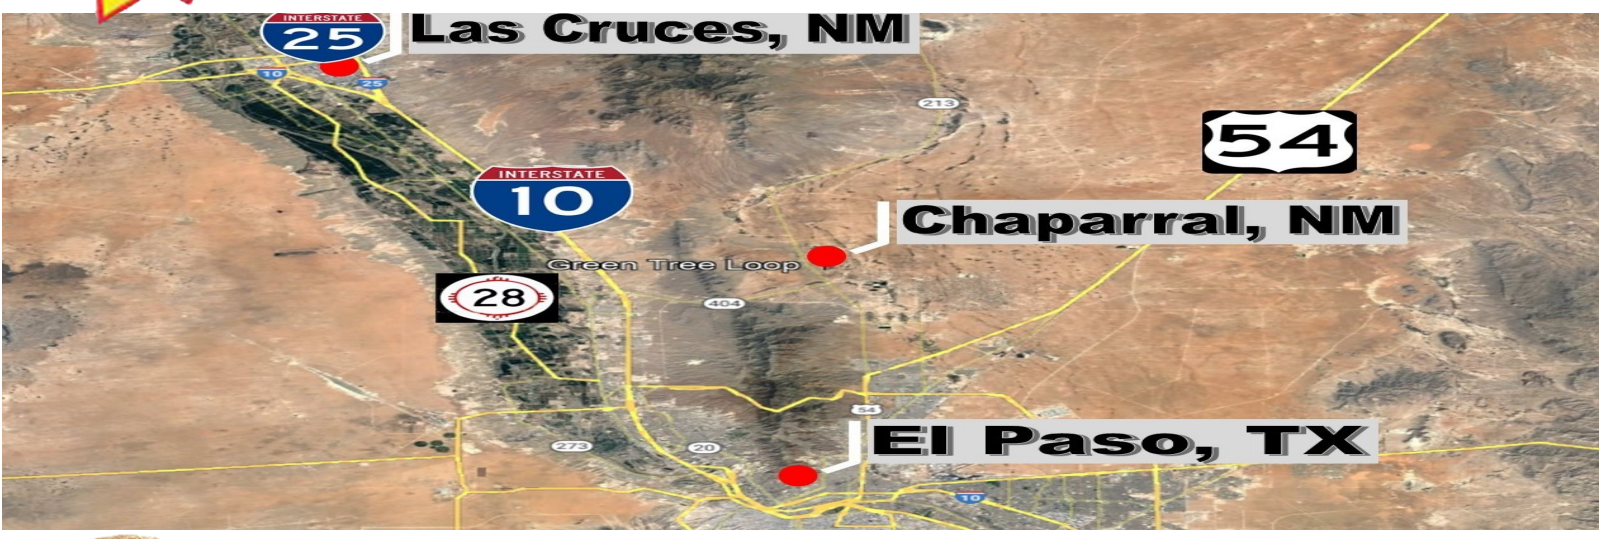 INTERSTATE
25
Las Cruces, NM
10
25
213
54
INTERSTATE
10
Chaparral, NM
Green Tree Loop
28
404
54
El Paso, TX
273
20
10